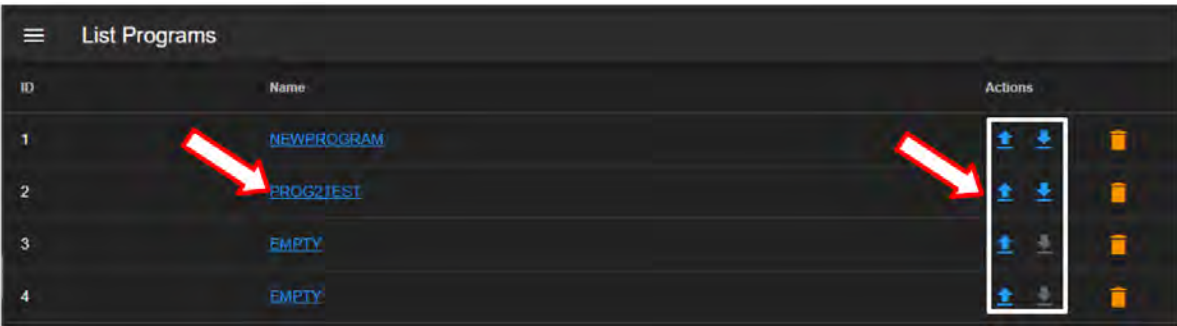 List Programs
ID Name Actions
1 NEWPROGRAM
2 PROG2TEST
3 EMPTY
4 EMPTY